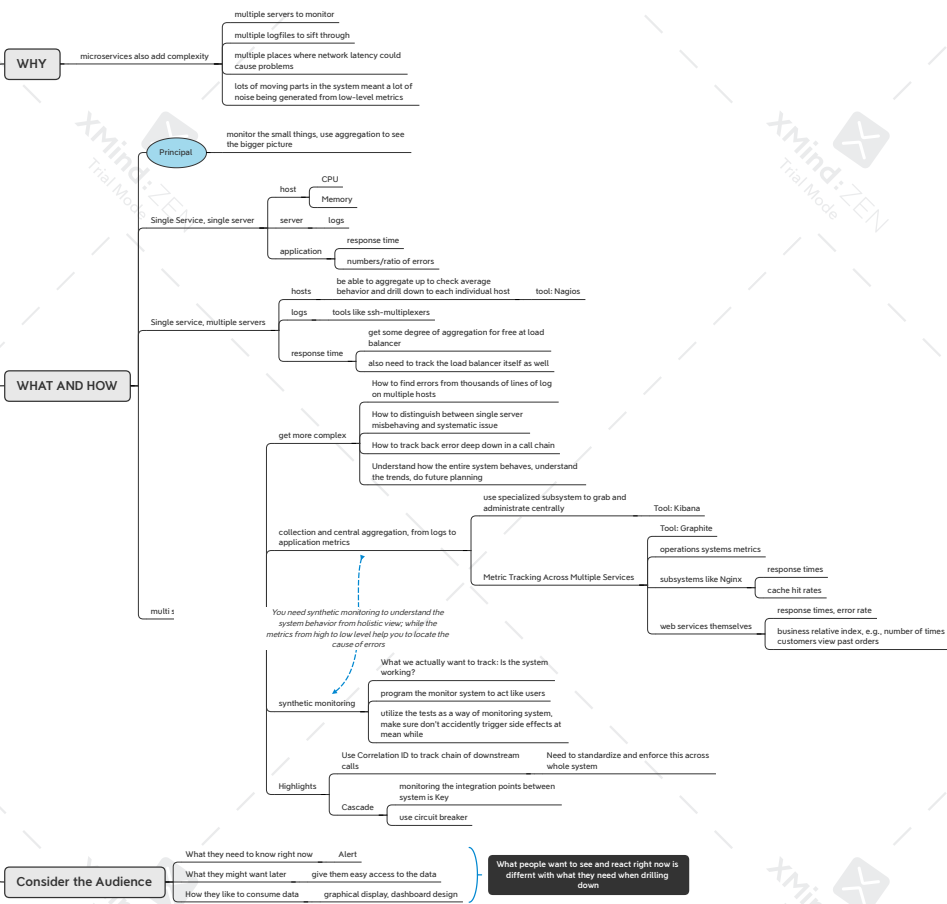 WHY
microservices also add complexity
multiple servers to monitor
multiple logfiles to sift through
multiple places where network latency could
cause problems
lots of moving parts in the system meant a lot of
noise being generated from low-level metrics
XMind:ZEN
Trial Mode
XMind:ZEN
Trial Mode
WHAT AND HOW
Principal
monitor the small things, use aggregation to see
the bigger picture
Single Service, single server
host
CPU
Memory
server
logs
application
response time
numbers/ratio of errors
Single service, multiple servers
hosts
be able to aggregate up to check average
behavior and drill down to each individual host
tool: Nagios
logs
tools like ssh-multiplexers
response time
get some degree of aggregation for free at load
balancer
also need to track the load balancer itself as well
multi s
get more complex
How to find errors from thousands of lines of log
on multiple hosts
How to distinguish between single server
misbehaving and systematic issue
How to track back error deep down in a call chain
Understand how the entire system behaves, understand
the trends, do future planning
collection and central aggregation, from logs to
application metrics
use specialized subsystem to grab and
administrate centrally
Tool: Kibana
Metric Tracking Across Multiple Services
Tool: Graphite
operations systems metrics
subsystems like Nginx
response times
cache hit rates
web services themselves
response times, error rate
business relative index, e.g., number of times
customers view past orders
You need synthetic monitoring to understand the
system behavior from holistic view; while the
metrics from high to low level help you to locate the
cause of errors
synthetic monitoring
What we actually want to track: Is the system
working?
program the monitor system to act like users
utilize the tests as a way of monitoring system,
make sure don't accidently trigger side effects at
mean while
Highlights
Use Correlation ID to track chain of downstream
calls
Need to standardize and enforce this across
whole system
Cascade
monitoring the integration points between
system is Key
use circuit breaker
Consider the Audience
What they need to know right now
Alert
What they might want later
give them easy access to the data
How they like to consume data
graphical display, dashboard design
What people want to see and react right now is
differnt with what they need when drilling
down